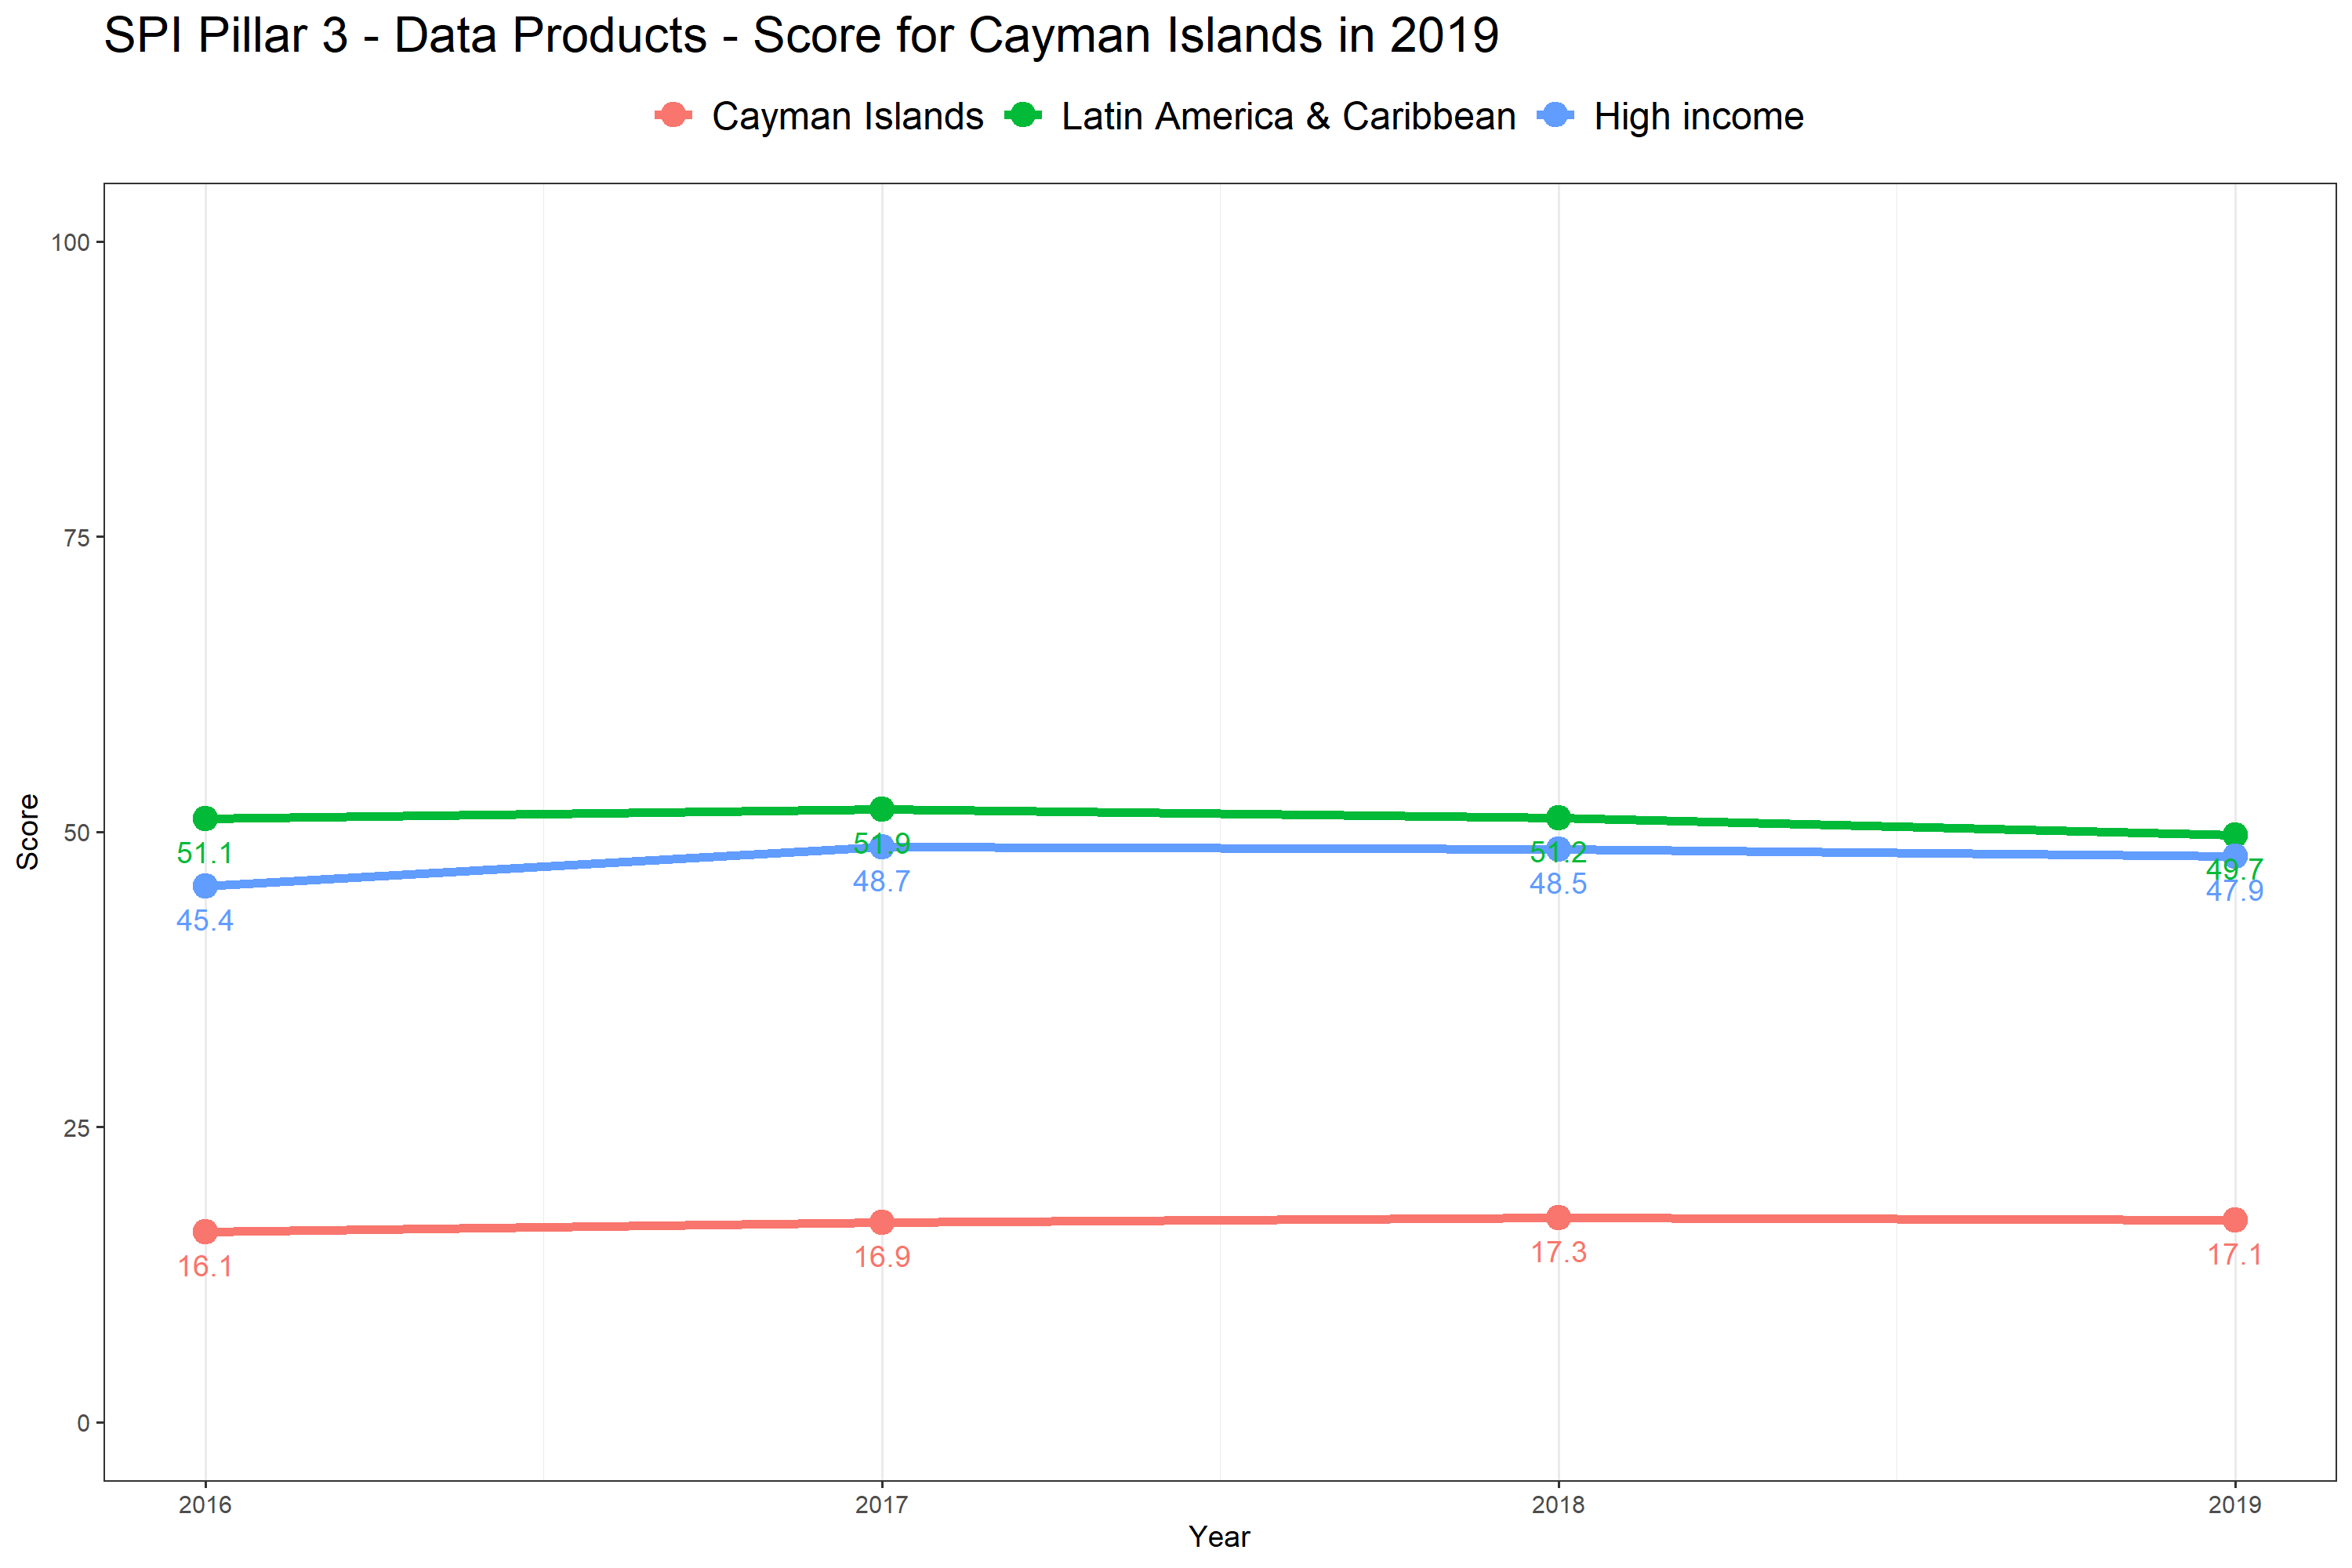 SPI Pillar 3 - Data Products - Score for Cayman Islands in 2019
Cayman Islands Latin America & Caribbean High income
100
75
50
25
0
Score
51.1 51.9 51.2 49.7
45.4 48.7 48.5 47.9
16.1 16.9 17.3 17.1
2016 2017 2018 2019
Year